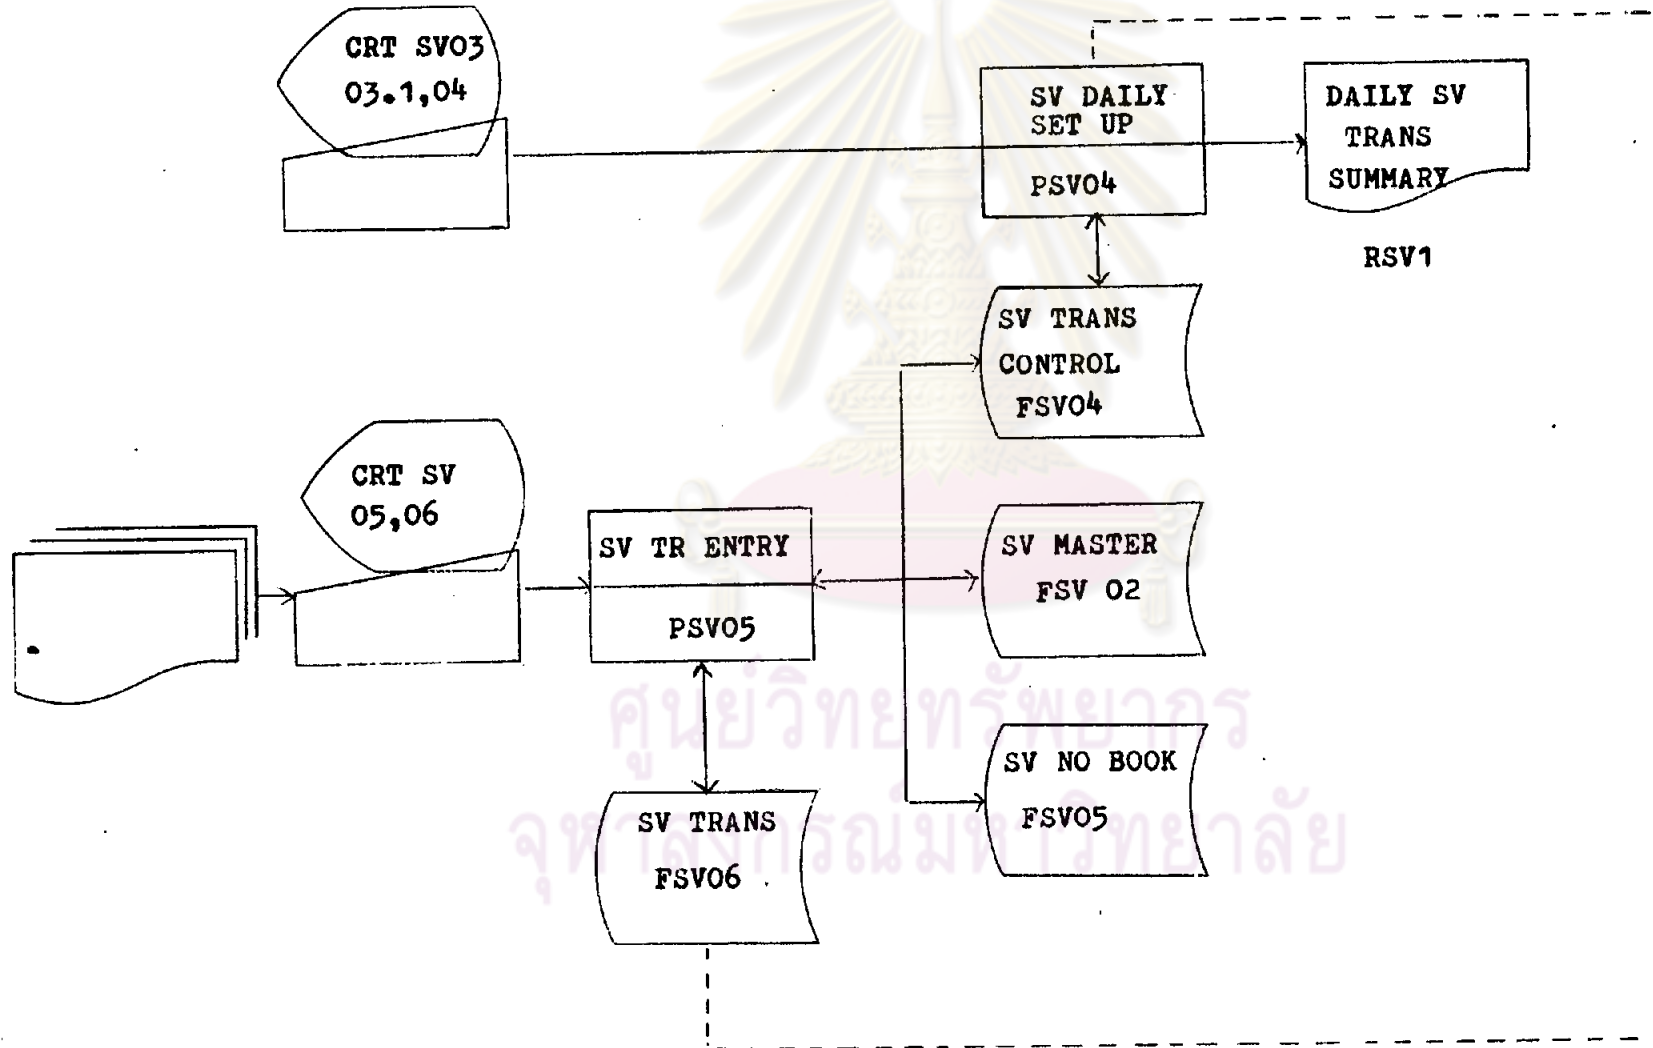 CRT SV03
03.1,04
SV DAILY
SET UP
PSV04
DAILY SV
TRANS
SUMMARY
RSV1
SV TRANS
CONTROL
FSV04
CRT SV
05,06
SV TR ENTRY
PSV05
SV MASTER
FSV 02
SV NO BOOK
FSV05
SV TRANS
FSV06
ศูนย์วิทยทรัพยากร
จุฬาลงกรณ์มหาวิทยาลัย